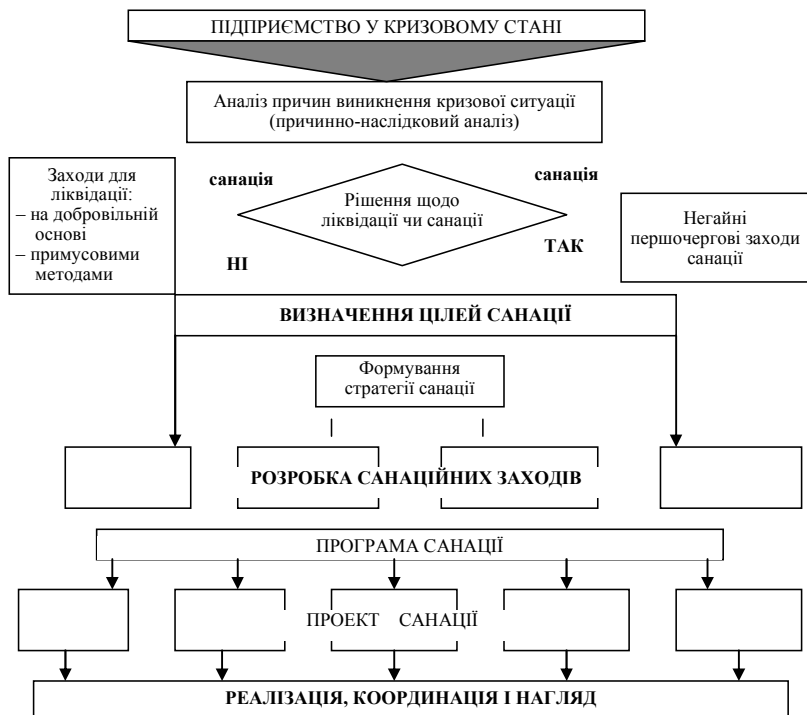 ПІДПРИЄМСТВО У КРИЗОВОМУ СТАНІ
Аналіз причин виникнення кризової ситуації
(причинно-наслідковий аналіз)
Заходи для
ліквідації:
– на добровільній
основі
– примусовими
методами
санація
санація
Рішення щодо
ліквідації чи санації
НІ
ТАК
Негайні
першочергові заходи
санації
ВИЗНАЧЕННЯ ЦІЛЕЙ САНАЦІЇ
Формування
стратегії санації
РОЗРОБКА САНАЦІЙНИХ ЗАХОДІВ
ПРОГРАМА САНАЦІЇ
ПРОЕКТ САНАЦІЇ
РЕАЛІЗАЦІЯ, КООРДИНАЦІЯ І НАГЛЯД